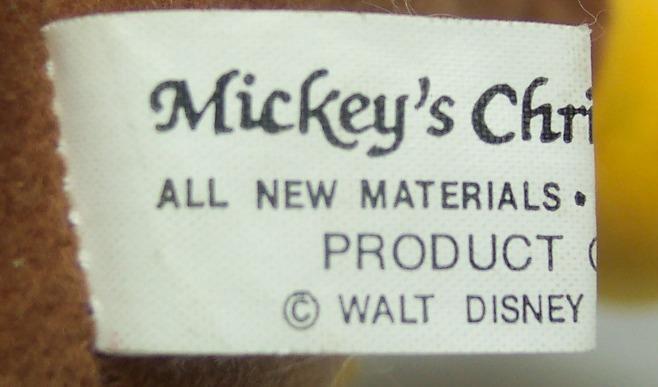 Mickey's Chri
ALL NEW MATERIALS •
PRODUCT
© WALT DISNEY